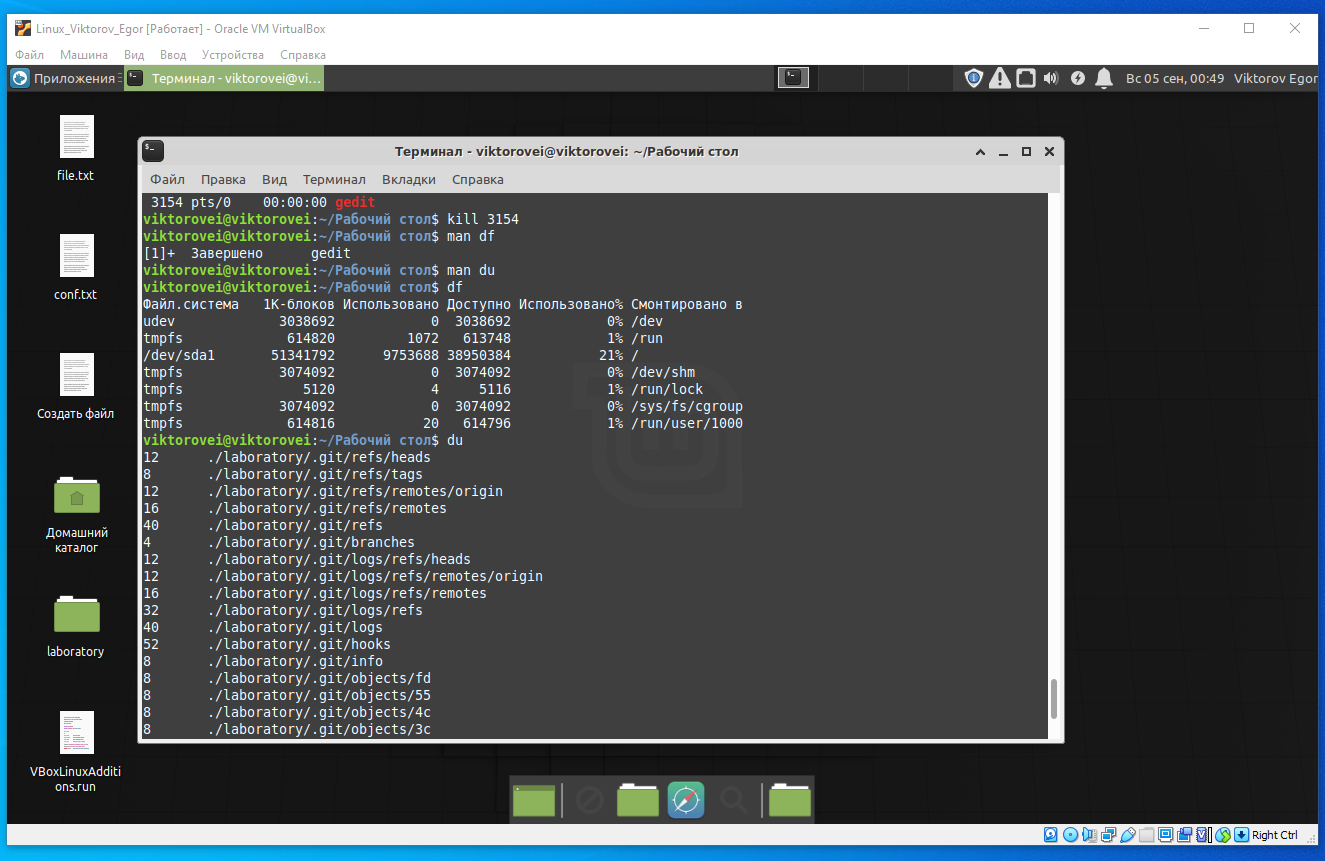 Linux_Viktorov_Egor [Работает] - Oracle VM VirtualBox
Файл Машина Вид Ввод Устройства Справка
Приложения Терминал - viktorovei@vi... Вс 05 сен, 00:49 Viktorov Egor
file.txt
conf.txt
Создать файл
Домашний
каталог
laboratory
VBoxLinuxAdditi
ons.run
Терминал - viktorovei@viktorovei: ~/Рабочий стол
Файл Правка Вид Терминал Вкладки Справка
3154 pts/0    00:00:00 gedit
viktorovei@viktorovei:~/Рабочий стол$ kill 3154
viktorovei@viktorovei:~/Рабочий стол$ man df
[1]+  Завершено      gedit
viktorovei@viktorovei:~/Рабочий стол$ man du
viktorovei@viktorovei:~/Рабочий стол$ df
Файл.система   1K-блоков Использовано Доступно Использовано% Смонтировано в
udev             3038692            0  3038692            0% /dev
tmpfs             614820         1072   613748            1% /run
/dev/sda1       51341792      9753688 38950384           21% /
tmpfs            3074092            0  3074092            0% /dev/shm
tmpfs               5120            4     5116            1% /run/lock
tmpfs            3074092            0  3074092            0% /sys/fs/cgroup
tmpfs             614816           20   614796            1% /run/user/1000
viktorovei@viktorovei:~/Рабочий стол$ du
12      ./laboratory/.git/refs/heads
8       ./laboratory/.git/refs/tags
12      ./laboratory/.git/refs/remotes/origin
16      ./laboratory/.git/refs/remotes
40      ./laboratory/.git/refs
4       ./laboratory/.git/branches
12      ./laboratory/.git/logs/refs/heads
12      ./laboratory/.git/logs/refs/remotes/origin
16      ./laboratory/.git/logs/refs/remotes
32      ./laboratory/.git/logs/refs
40      ./laboratory/.git/logs
52      ./laboratory/.git/hooks
8       ./laboratory/.git/info
8       ./laboratory/.git/objects/fd
8       ./laboratory/.git/objects/55
8       ./laboratory/.git/objects/4c
8       ./laboratory/.git/objects/3c
Right Ctrl